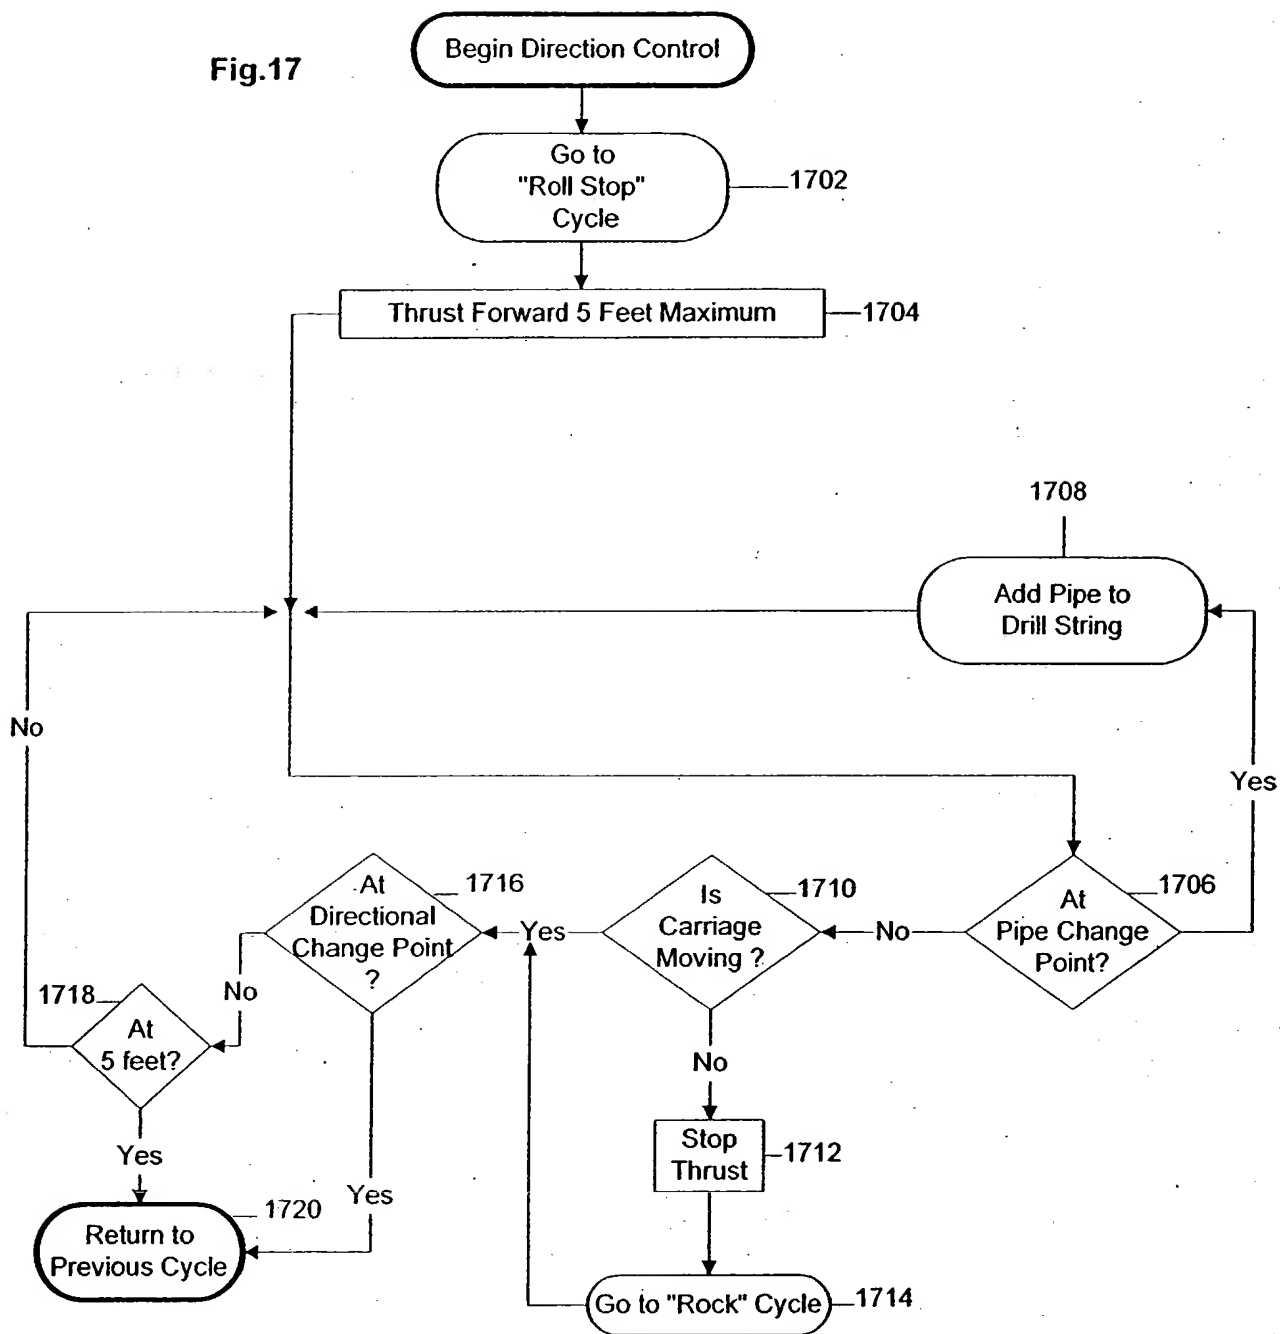 Fig.17
Begin Direction Control
Go to
"Roll Stop"
Cycle
1702
Thrust Forward 5 Feet Maximum
1704
1708
Add Pipe to
Drill String
No
Yes
At
Directional
Change Point
?
1716
Yes
Is
Carriage
Moving ?
1710
No
At
Pipe Change
Point?
1706
1718
At
5 feet?
No
No
Stop
Thrust
1712
Yes
Yes
Return to
Previous Cycle
1720
Go to "Rock" Cycle
1714